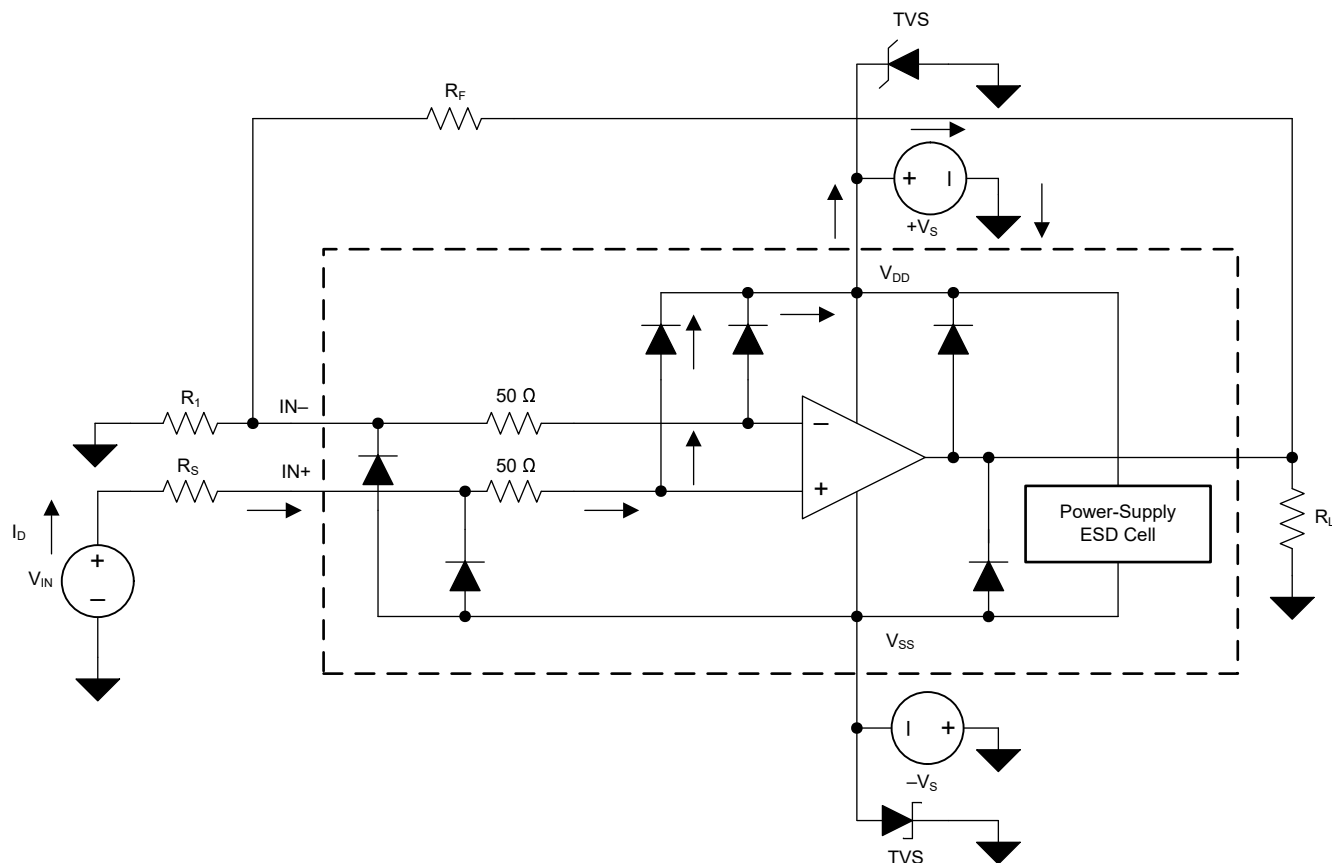 TVS
R_F
+
+V_S
V_DD
R_1
IN–
50 Ω
–
R_S
IN+
50 Ω
+
Power-Supply
ESD Cell
R_L
I_D
V_IN
+
–
V_SS
+
–V_S
TVS